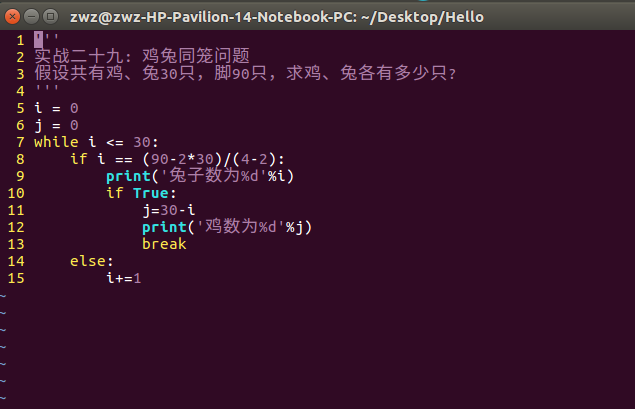 zwz@zwz-HP-Pavilion-14-Notebook-PC: ~/Desktop/Hello
1 '''
2 实战二十九: 鸡兔同笼问题
3 假设共有鸡、兔30只，脚90只，求鸡、兔各有多少只?
4 '''
5 i = 0
6 j = 0
7 while i <= 30:
8     if i == (90-2*30)/(4-2):
9         print('兔子数为%d'%i)
10         if True:
11             j=30-i
12             print('鸡数为%d'%j)
13             break
14     else:
15         i+=1
~
~
~
~
~
~
~